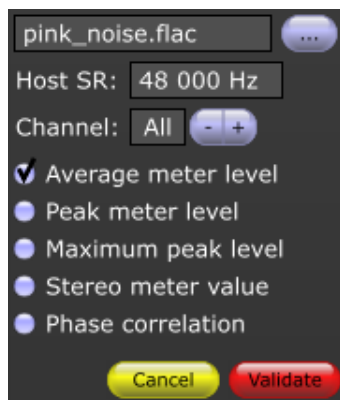 pink_noise.flac ...
Host SR: 48 000 Hz
Channel: All - +
Average meter level
Peak meter level
Maximum peak level
Stereo meter value
Phase correlation
Cancel Validate